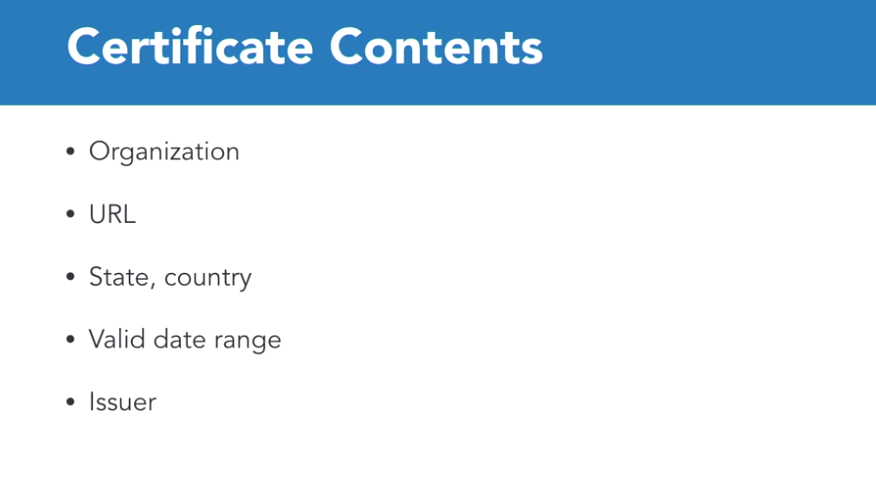 Certificate Contents
• Organization
• URL
• State, country
• Valid date range
• Issuer